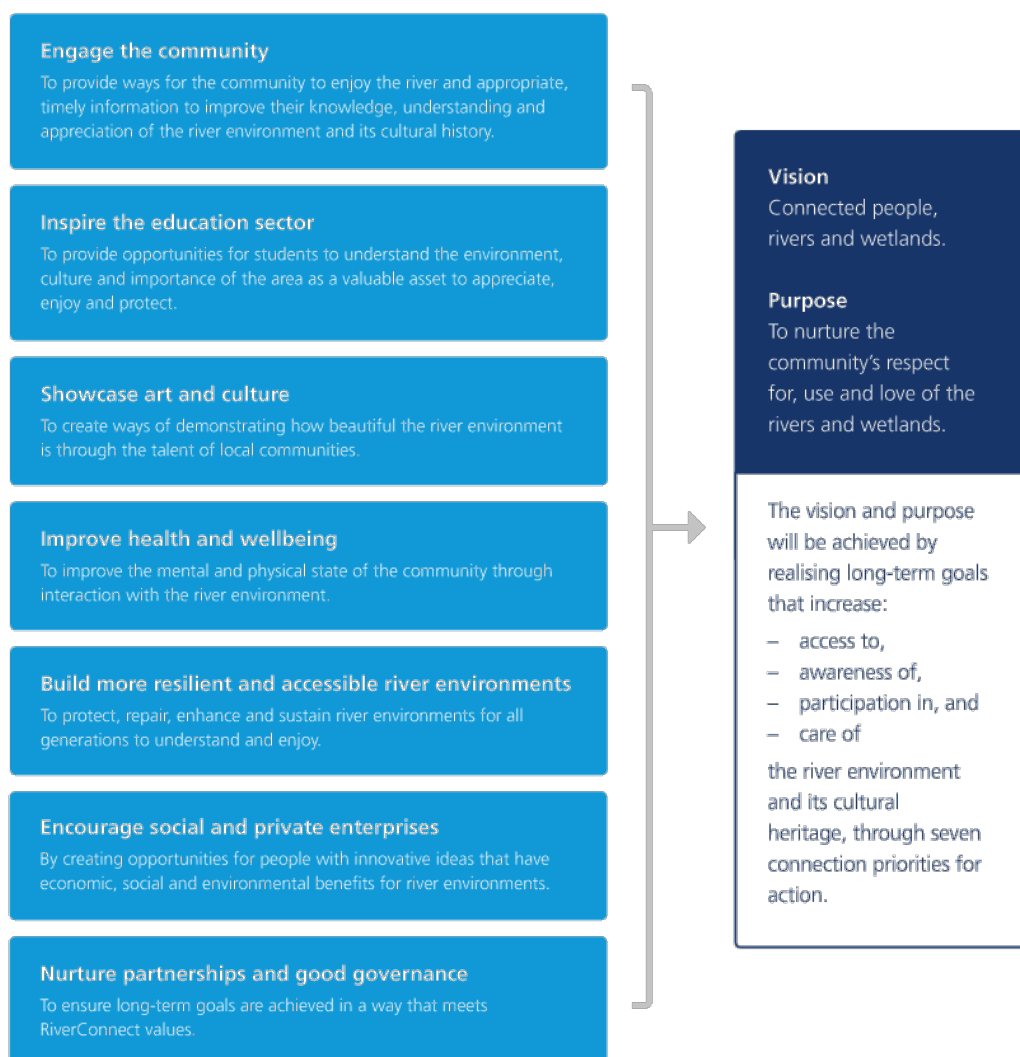 Engage the community
To provide ways for the community to enjoy the river and appropriate,
timely information to improve their knowledge, understanding and
appreciation of the river environment and its cultural history.
Inspire the education sector
To provide opportunities for students to understand the environment,
culture and importance of the area as a valuable asset to appreciate,
enjoy and protect.
Showcase art and culture
To create ways of demonstrating how beautiful the river environment
is through the talent of local communities.
Improve health and wellbeing
To improve the mental and physical state of the community through
interaction with the river environment.
Build more resilient and accessible river environments
To protect, repair, enhance and sustain river environments for all
generations to understand and enjoy.
Encourage social and private enterprises
By creating opportunities for people with innovative ideas that have
economic, social and environmental benefits for river environments.
Nurture partnerships and good governance
To ensure long-term goals are achieved in a way that meets
RiverConnect values.
Vision
Connected people,
rivers and wetlands.
Purpose
To nurture the
community's respect
for, use and love of the
rivers and wetlands.
The vision and purpose
will be achieved by
realising long-term goals
that increase:
– access to,
– awareness of,
– participation in, and
– care of
the river environment
and its cultural
heritage, through seven
connection priorities for
action.